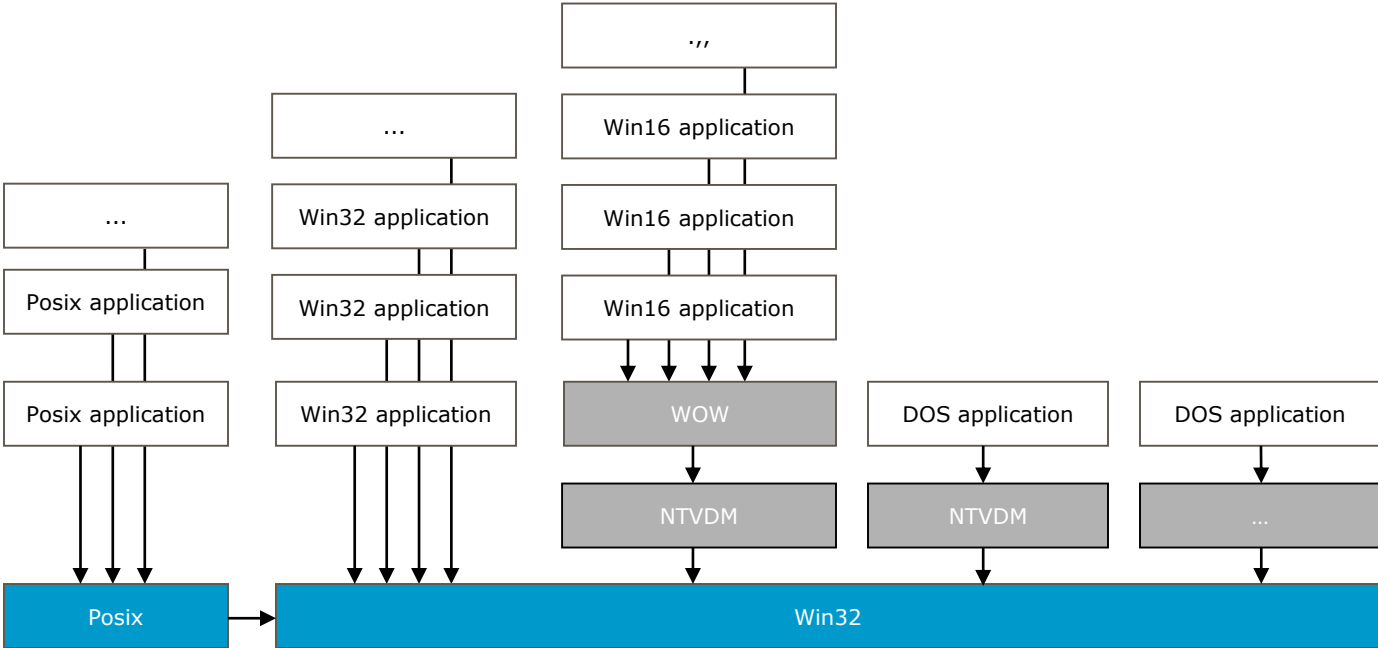 .,,
...
Win16 application
...
Win32 application
Win16 application
Posix application
Win32 application
Win16 application
Posix application
Win32 application
WOW
DOS application
DOS application
NTVDM
NTVDM
...
Posix
Win32